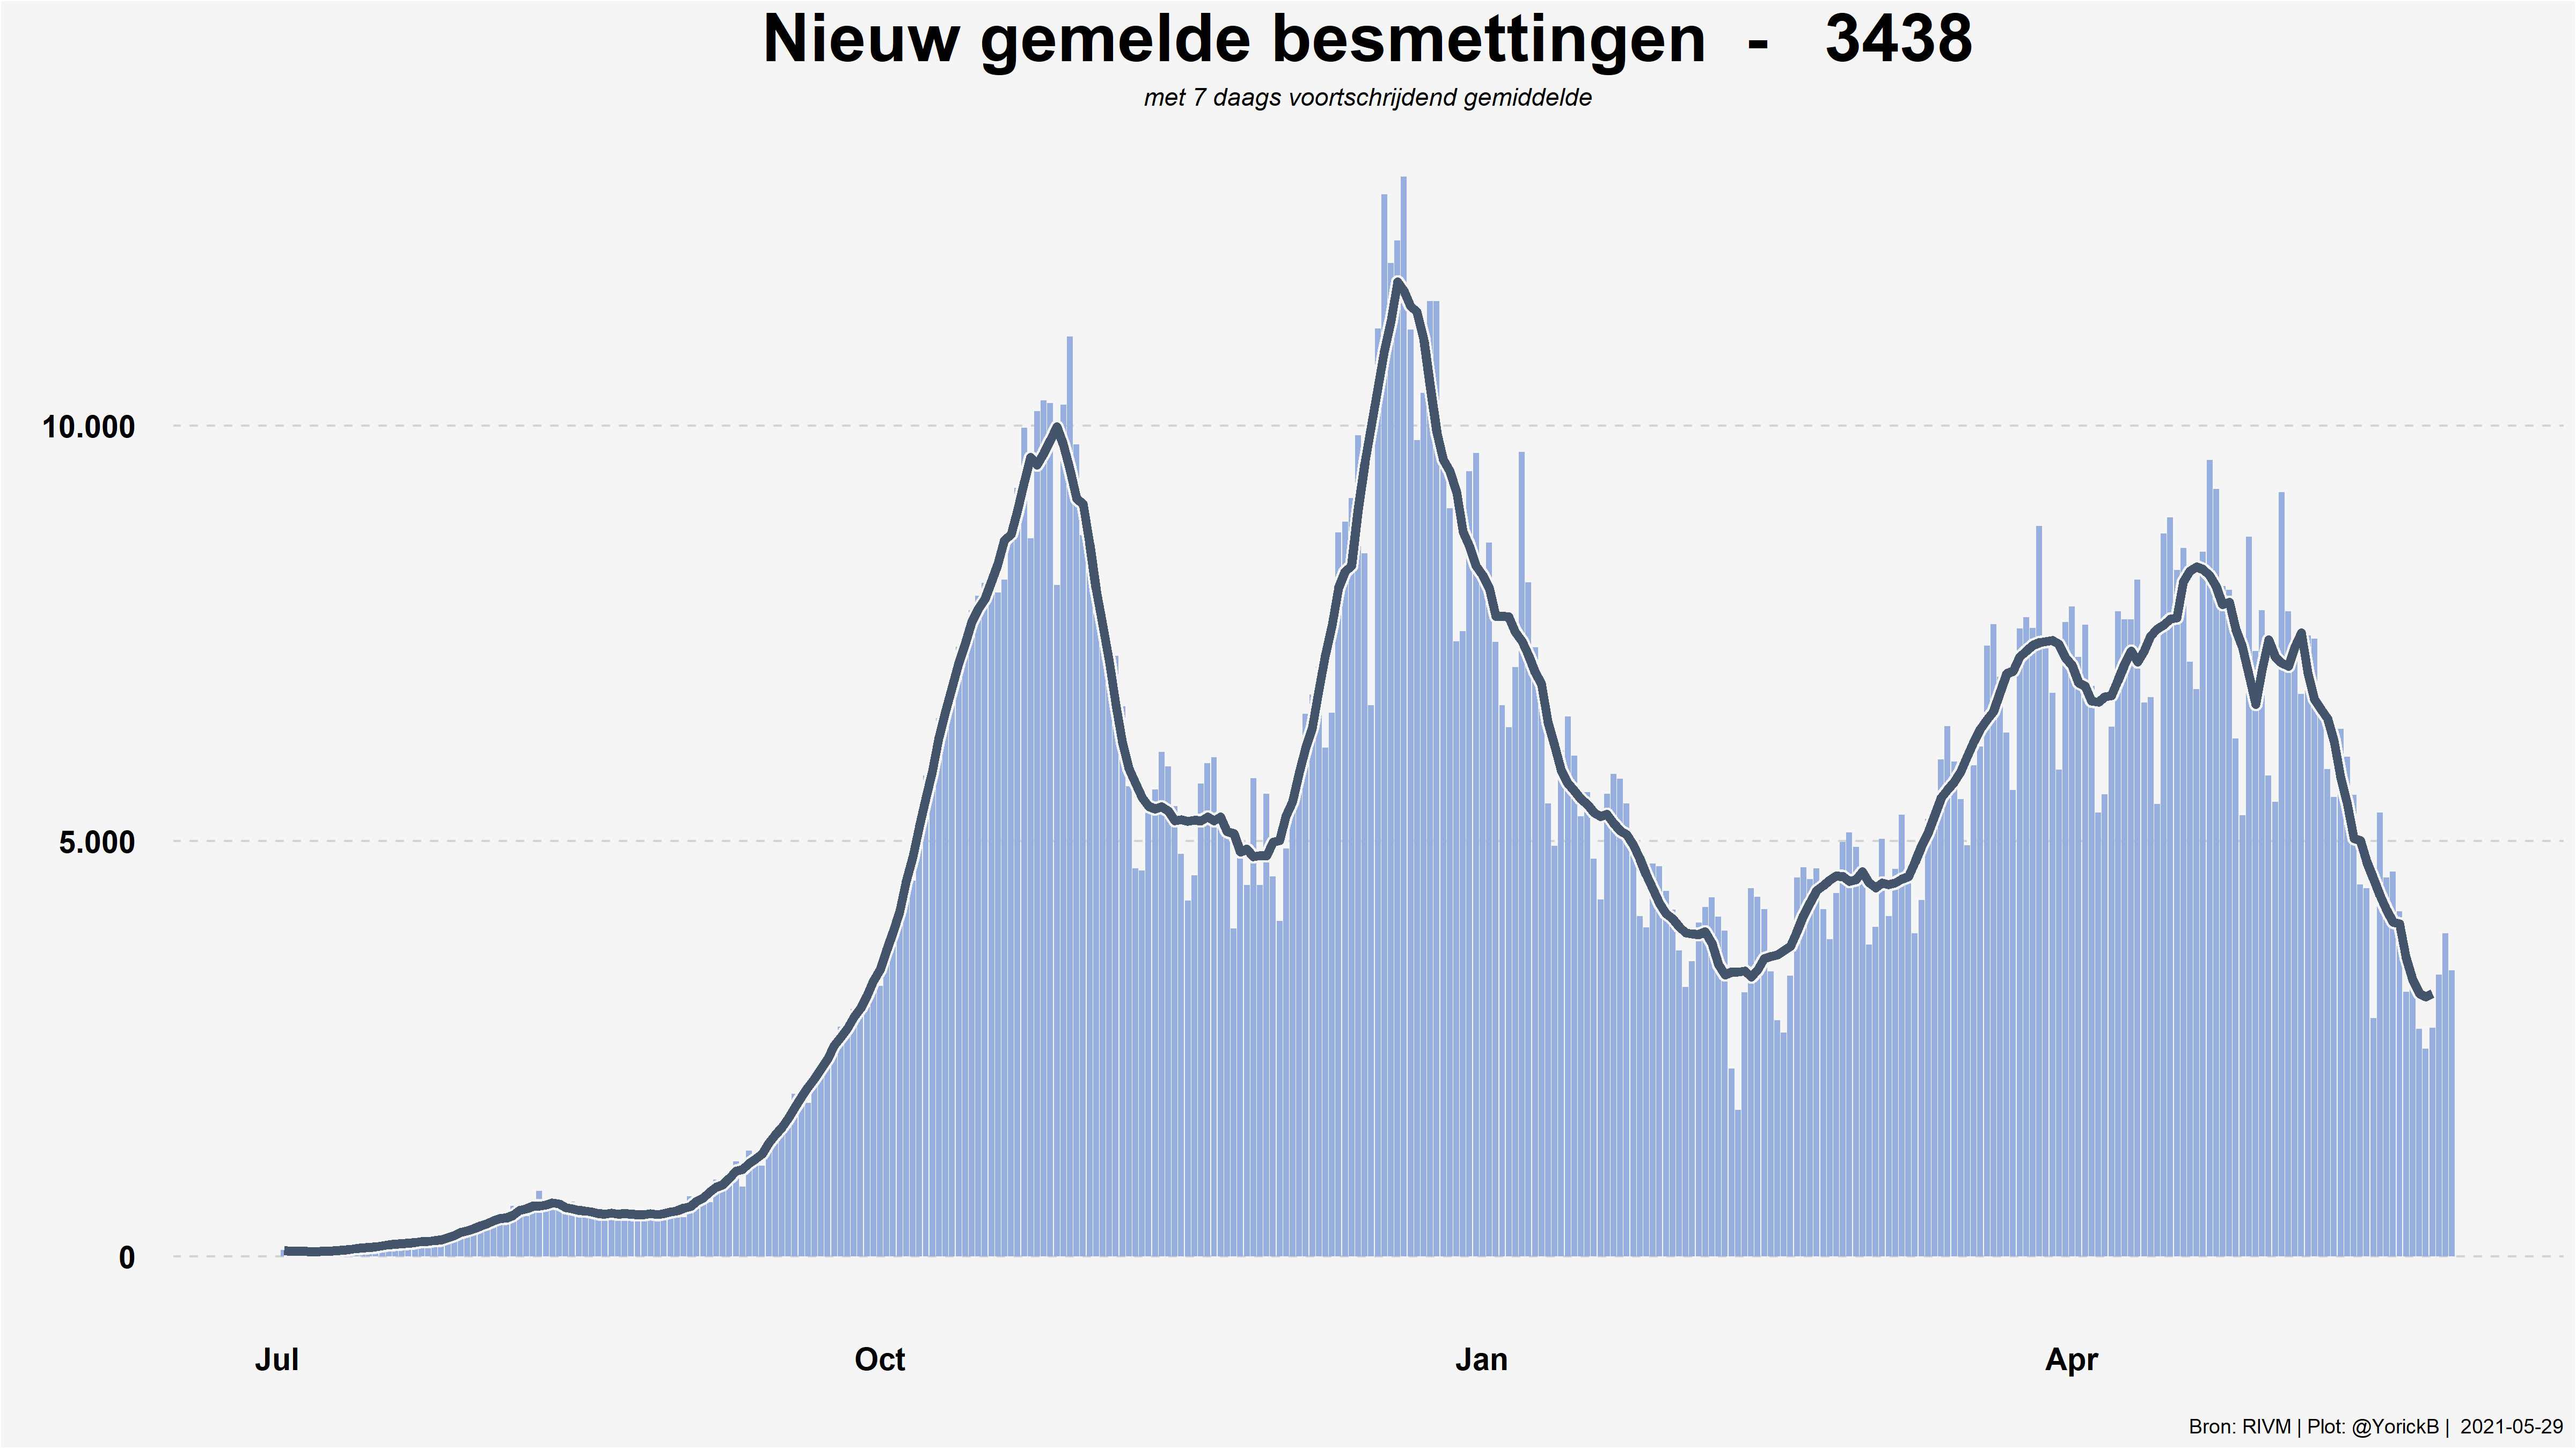 Nieuw gemelde besmettingen - 3438
met 7 daags voortschrijdend gemiddelde
10.000
5.000
0
Jul Oct Jan Apr
Bron: RIVM | Plot: @YorickB | 2021-05-29